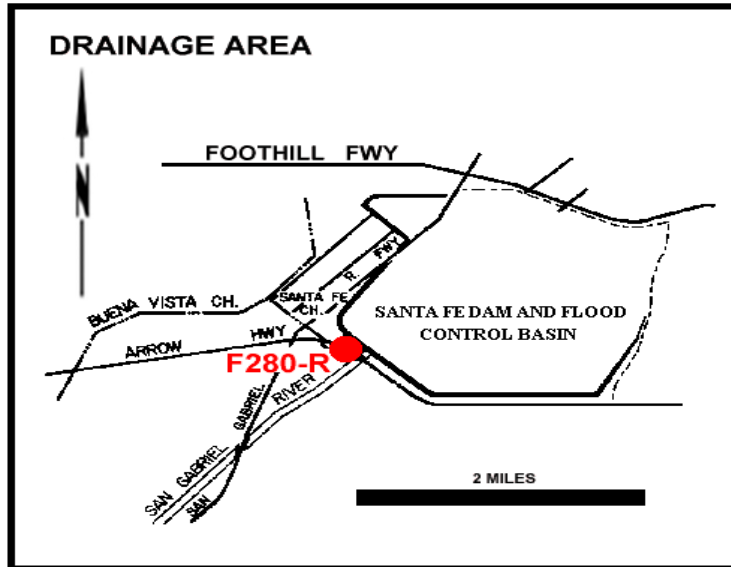 DRAINAGE AREA
N
FOOTHILL FWY
R. FWY
SANTA FE
CH.
BUENA VISTA CH.
SANTA FE DAM AND FLOOD
CONTROL BASIN
ARROW HWY
F280-R
SAN GABRIEL RIVER
SAN GABRIEL
2 MILES